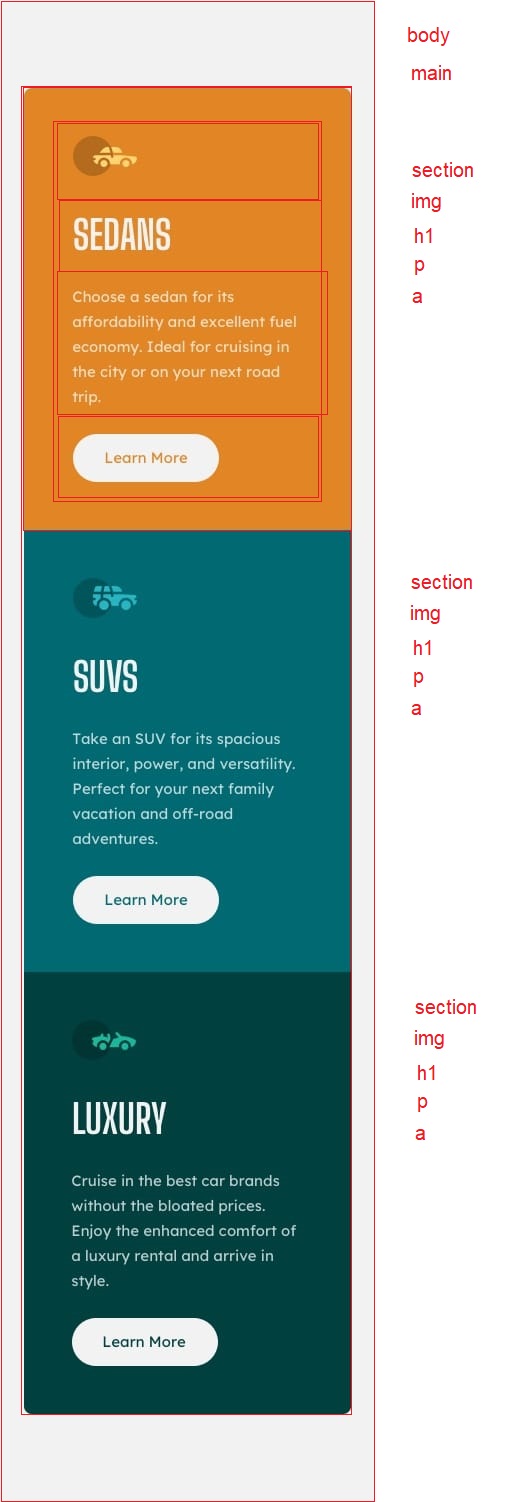 body
main
section
img
SEDANS
h1
p
Choose a sedan for its
a
affordability and excellent fuel
economy. Ideal for cruising in
the city or on your next road
trip.
Learn More
section
img
SUVS
h1
p
a
Take an SUV for its spacious
interior, power, and versatility.
Perfect for your next family
vacation and off-road
adventures.
Learn More
section
img
h1
p
LUXURY
a
Cruise in the best car brands
without the bloated prices.
Enjoy the enhanced comfort of
a luxury rental and arrive in
style.
Learn More